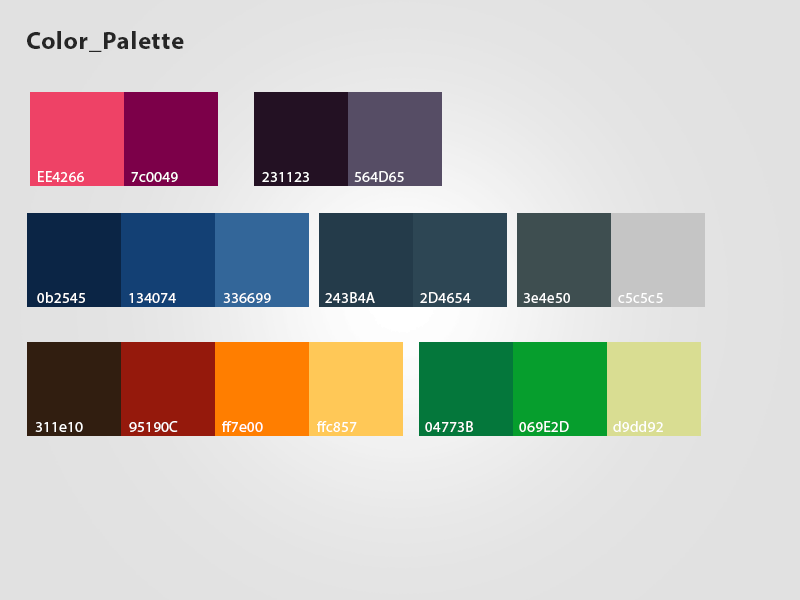 Color_Palette
EE4266 7c0049 231123 564D65
0b2545 134074 336699 243B4A 2D4654 3e4e50 c5c5c5
311e10 95190C ff7e00 ffc857 04773B 069E2D d9dd92